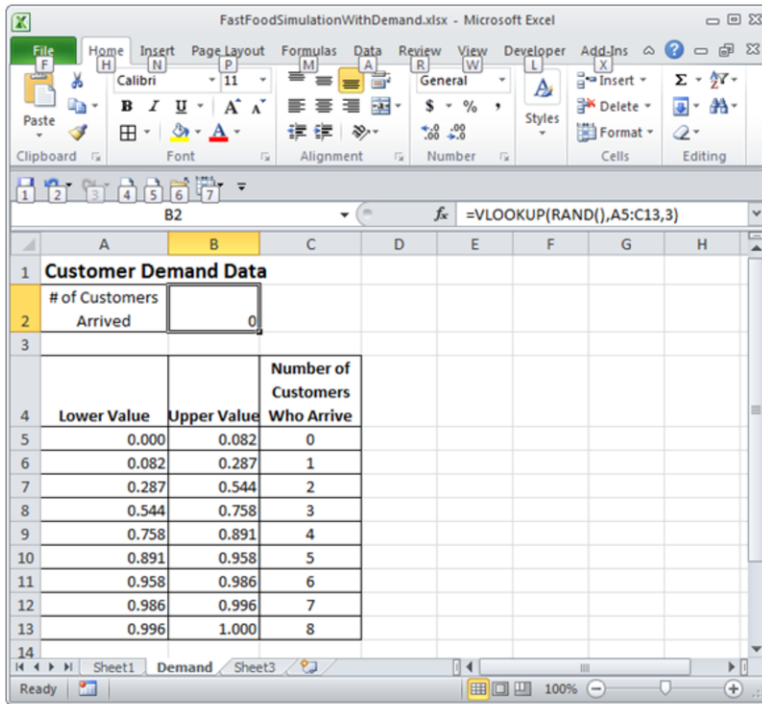 FastFoodSimulationWithDemand.xlsx - Microsoft Excel
File Home Insert Page Layout Formulas Data Review View Developer Add-Ins
F H N P M A R W L X
Calibri 11 General Σ Insert
Paste B I U A A $ % , A Styles Delete
A .00 .00 Format
Clipboard Font Alignment Number Cells Editing
1 2 3 4 5 6 7
B2 fx =VLOOKUP(RAND(),A5:C13,3)
A B C D E F G H
1 Customer Demand Data
# of Customers
2 Arrived 0
3
Number of
Customers
4 Lower Value Upper Value Who Arrive
5 0.000 0.082 0
6 0.082 0.287 1
7 0.287 0.544 2
8 0.544 0.758 3
9 0.758 0.891 4
10 0.891 0.958 5
11 0.958 0.986 6
12 0.986 0.996 7
13 0.996 1.000 8
14
Sheet1 Demand Sheet3
Ready 100%